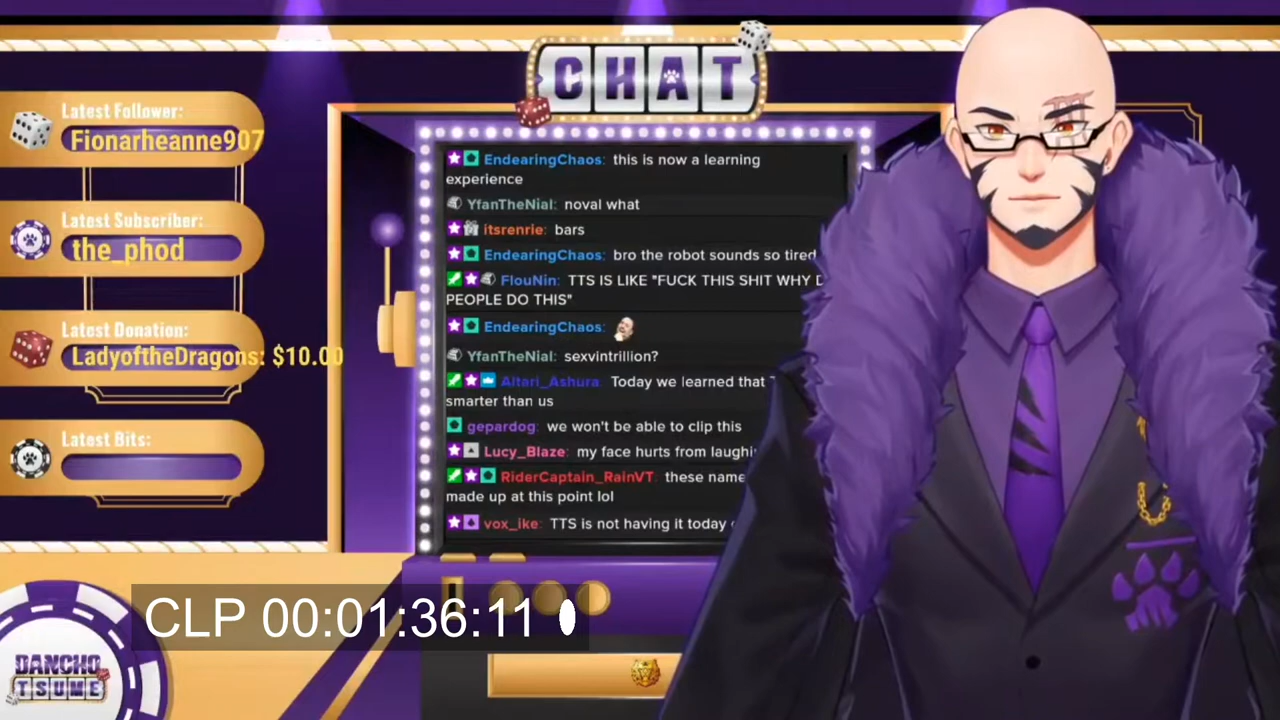 CHAT
Latest Follower:
Fionarheanne907
Latest Subscriber:
the_phod
Latest Donation:
LadyoftheDragons: $10.00
Latest Bits:
EndearingChaos: this is now a learning
experience
YfanTheNial: noval what
itsrenrie: bars
EndearingChaos: bro the robot sounds so tired
FlouNin: TTS IS LIKE "FUCK THIS SHIT WHY D
PEOPLE DO THIS"
EndearingChaos:
YfanTheNial: sexvintrillion?
Altari_Ashura: Today we learned that
smarter than us
gepardog: we won't be able to clip this
Lucy_Blaze: my face hurts from laughi
RiderCaptain_RainVT: these name
made up at this point lol
vox_ike: TTS is not having it today
CLP 00:01:36:11
DANCHO
TSUME